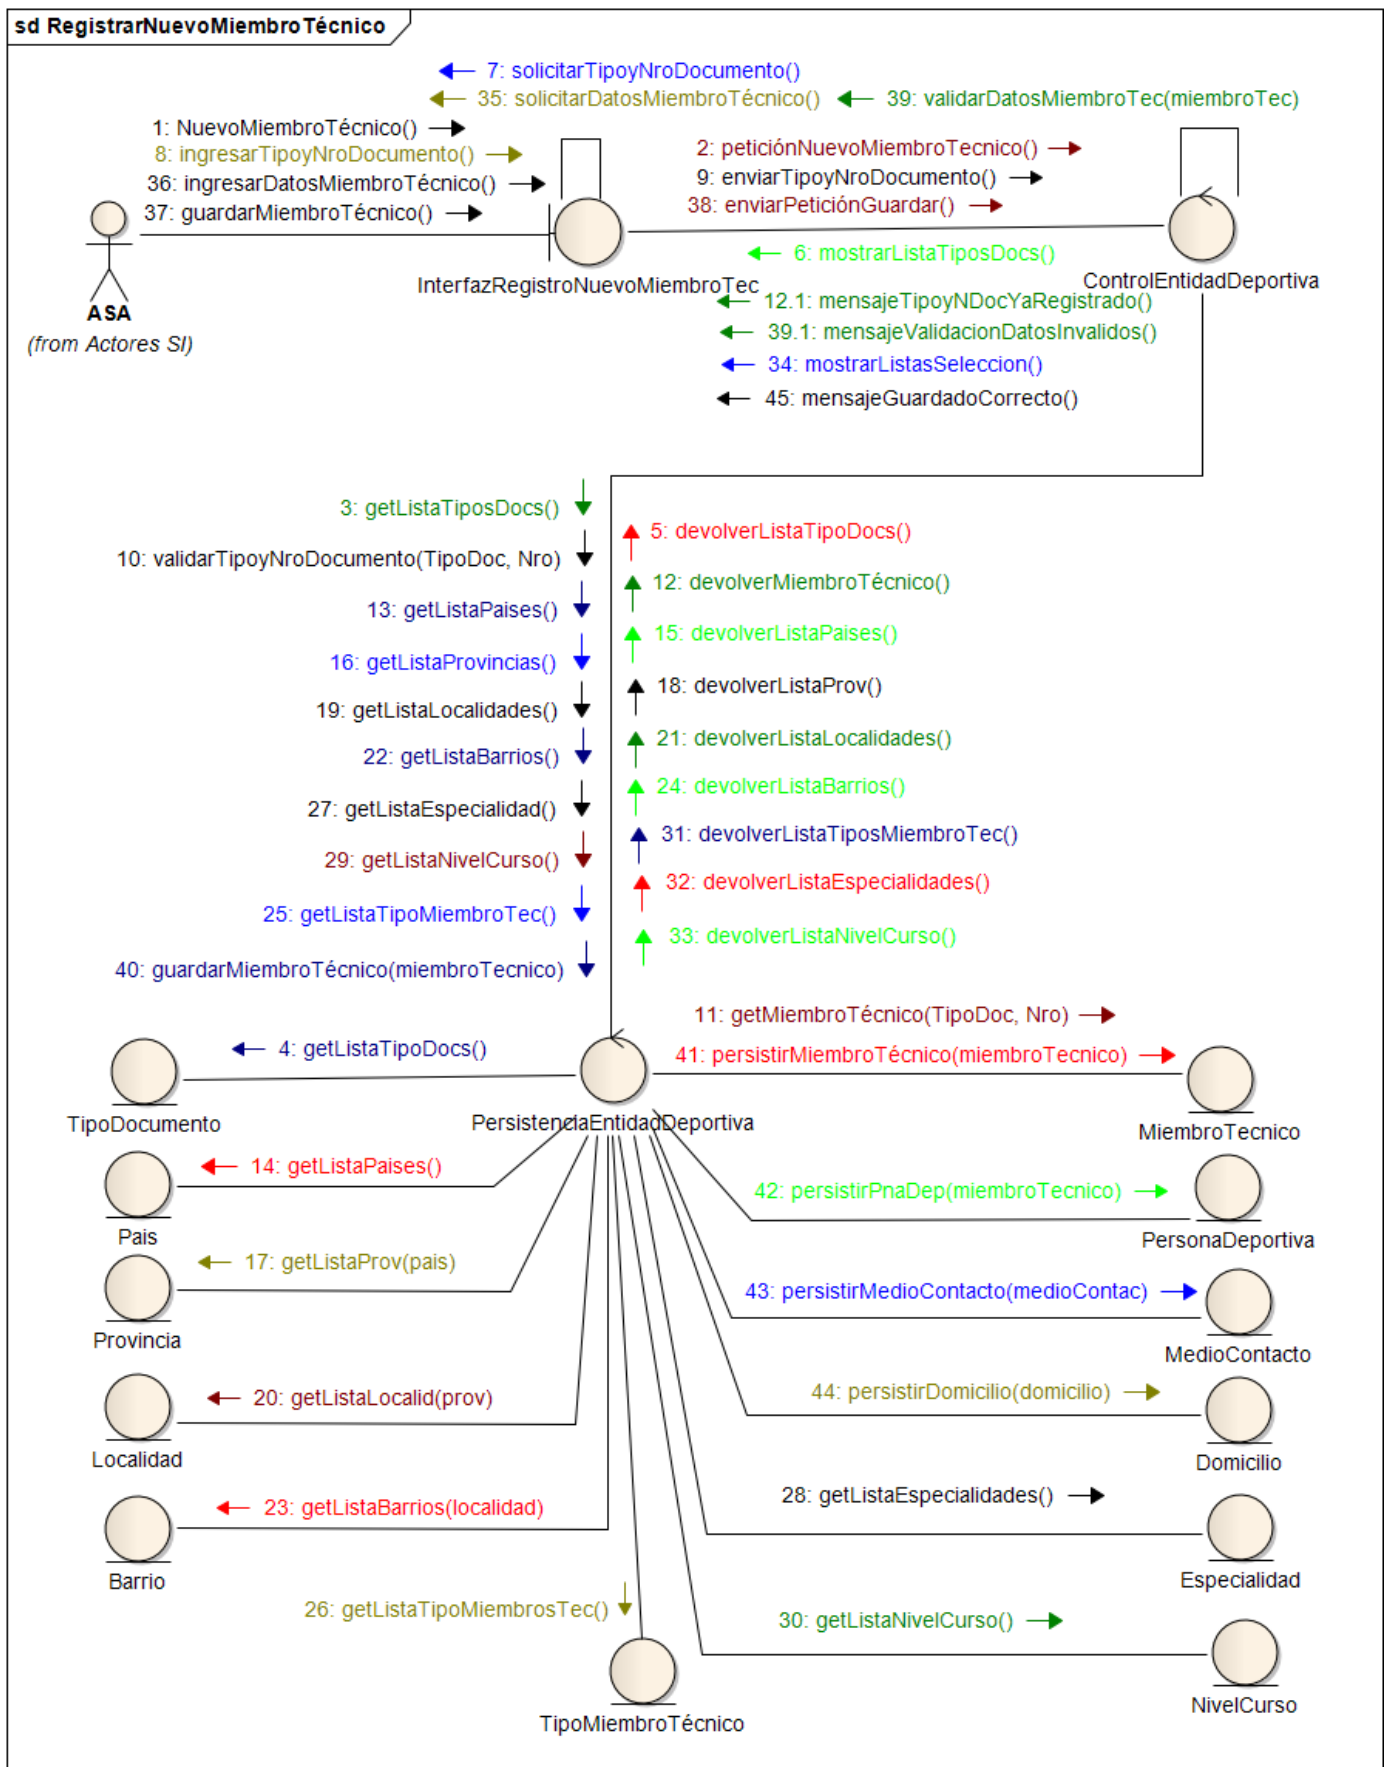 sd RegistrarNuevoMiembroTécnico
7: solicitarTipoyNroDocumento()
35: solicitarDatosMiembroTécnico()
39: validarDatosMiembroTec(miembroTec)
1: NuevoMiembroTécnico()
8: ingresarTipoyNroDocumento()
36: ingresarDatosMiembroTécnico()
37: guardarMiembroTécnico()
2: peticiónNuevoMiembroTecnico()
9: enviarTipoyNroDocumento()
38: enviarPeticiónGuardar()
ASA
(from Actores SI)
InterfazRegistroNuevoMiembroTec
ControlEntidadDeportiva
6: mostrarListaTiposDocs()
12.1: mensajeTipoyNDocYaRegistrado()
39.1: mensajeValidacionDatosInvalidos()
34: mostrarListasSeleccion()
45: mensajeGuardadoCorrecto()
3: getListaTiposDocs()
10: validarTipoyNroDocumento(TipoDoc, Nro)
13: getListaPaises()
16: getListaProvincias()
19: getListaLocalidades()
22: getListaBarrios()
27: getListaEspecialidad()
29: getListaNivelCurso()
25: getListaTipoMiembroTec()
40: guardarMiembroTécnico(miembroTecnico)
5: devolverListaTipoDocs()
12: devolverMiembroTécnico()
15: devolverListaPaises()
18: devolverListaProv()
21: devolverListaLocalidades()
24: devolverListaBarrios()
31: devolverListaTiposMiembroTec()
32: devolverListaEspecialidades()
33: devolverListaNivelCurso()
11: getMiembroTécnico(TipoDoc, Nro)
4: getListaTipoDocs()
41: persistirMiembroTécnico(miembroTecnico)
TipoDocumento
PersistenciaEntidadDeportiva
MiembroTecnico
14: getListaPaises()
Pais
42: persistirPnaDep(miembroTecnico)
PersonaDeportiva
17: getListaProv(pais)
Provincia
43: persistirMedioContacto(medioContac)
MedioContacto
20: getListaLocalid(prov)
Localidad
44: persistirDomicilio(domicilio)
Domicilio
23: getListaBarrios(localidad)
Barrio
28: getListaEspecialidades()
Especialidad
26: getListaTipoMiembrosTec()
TipoMiembroTécnico
30: getListaNivelCurso()
NivelCurso